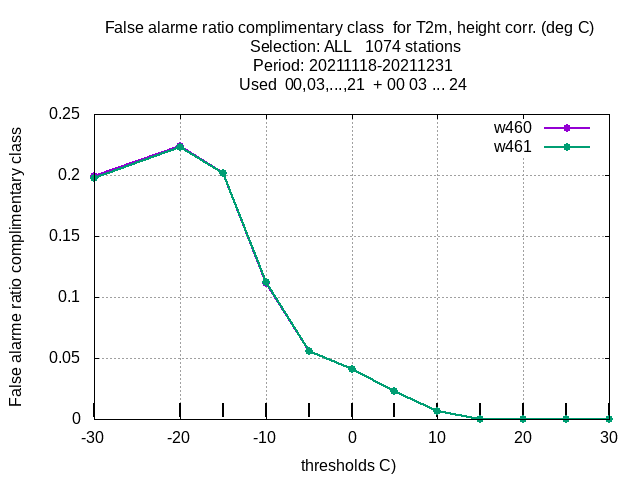 False alarme ratio complimentary class  for T2m, height corr. (deg C)
Selection: ALL   1074 stations
Period: 20211118-20211231
Used  00,03,...,21  + 00 03 ... 24
w460
w461
False alarme ratio complimentary class
0.25
0.2
0.15
0.1
0.05
0
-30 -20 -10 0 10 20 30
thresholds C)